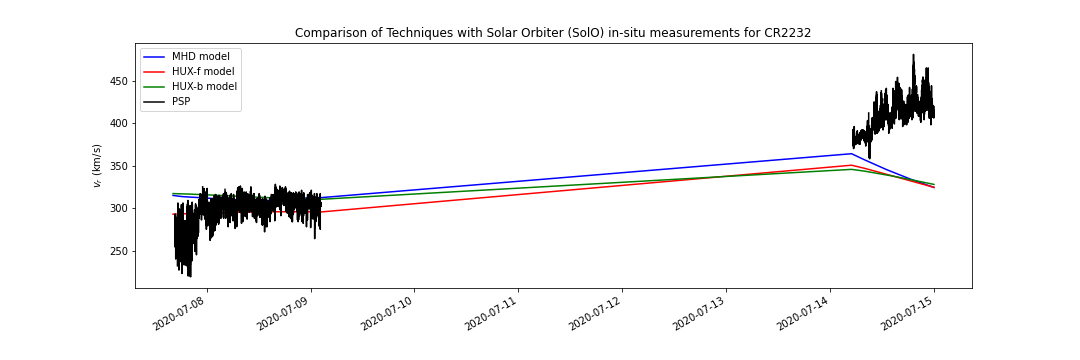 Comparison of Techniques with Solar Orbiter (SolO) in-situ measurements for CR2232
MHD model
HUX-f model
HUX-b model
PSP
450
400
350
300
250
v_r (km/s)
2020-07-08
2020-07-09
2020-07-10
2020-07-11
2020-07-12
2020-07-13
2020-07-14
2020-07-15